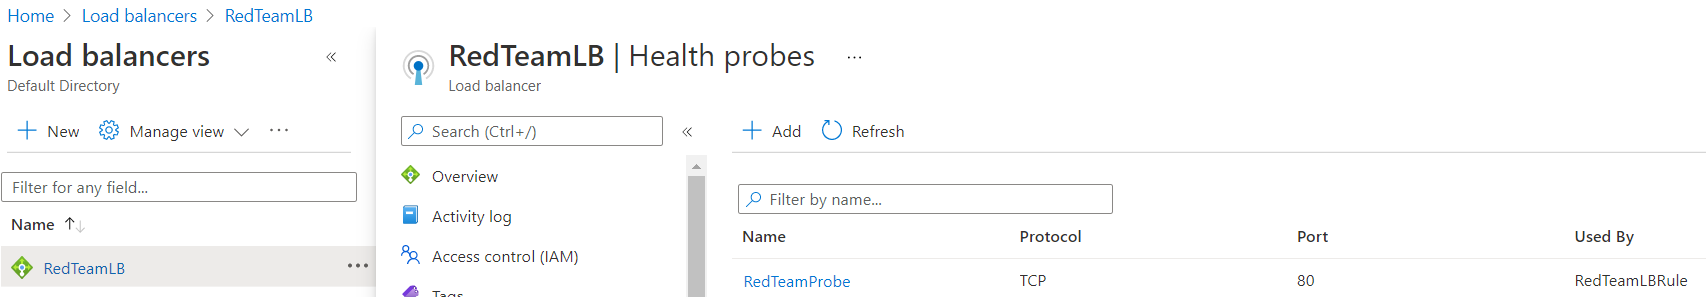 Home > Load balancers > RedTeamLB
Load balancers «
Default Directory
+ New Manage view ...
Filter for any field...
Name ↑↓
RedTeamLB ...
RedTeamLB | Health probes ...
Load balancer
Search (Ctrl+/) «
Overview
Activity log
Access control (IAM)
Tags
+ Add Refresh
Filter by name...
Name Protocol Port Used By
RedTeamProbe TCP 80 RedTeamLBRule